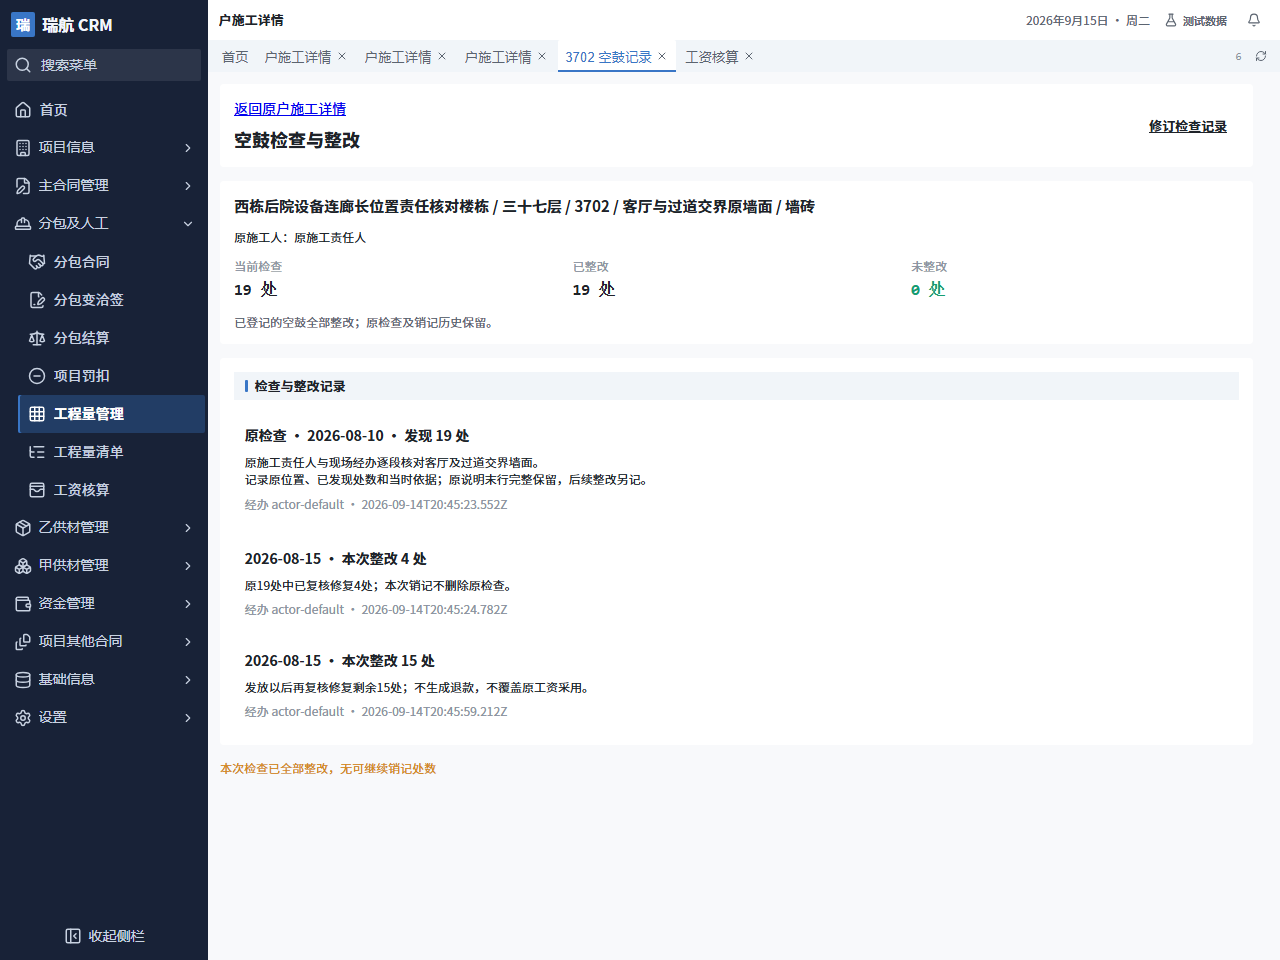 瑞 瑞航 CRM
搜索菜单
首页
项目信息
主合同管理
分包及人工
分包合同
分包变洽签
分包结算
项目罚扣
工程量管理
工程量清单
工资核算
乙供材管理
甲供材管理
资金管理
项目其他合同
基础信息
设置
收起侧栏
户施工详情
2026年9月15日 • 周二 测试数据
首页 户施工详情 户施工详情 户施工详情 3702 空鼓记录 工资核算 6
返回原户施工详情
空鼓检查与整改
修订检查记录
西栋后院设备连廊长位置责任核对楼栋 / 三十七层 / 3702 / 客厅与过道交界原墙面 / 墙砖
原施工人：原施工责任人
当前检查 已整改 未整改
19 处 19 处 0 处
已登记的空鼓全部整改；原检查及销记历史保留。
检查与整改记录
原检查 • 2026-08-10 • 发现 19 处
原施工责任人与现场经办逐段核对客厅及过道交界墙面。
记录原位置、已发现处数和当时依据；原说明末行完整保留，后续整改另记。
经办 actor-default • 2026-09-14T20:45:23.552Z
2026-08-15 • 本次整改 4 处
原19处中已复核修复4处；本次销记不删除原检查。
经办 actor-default • 2026-09-14T20:45:24.782Z
2026-08-15 • 本次整改 15 处
发放以后再复核修复剩余15处；不生成退款，不覆盖原工资采用。
经办 actor-default • 2026-09-14T20:45:59.212Z
本次检查已全部整改，无可继续销记处数